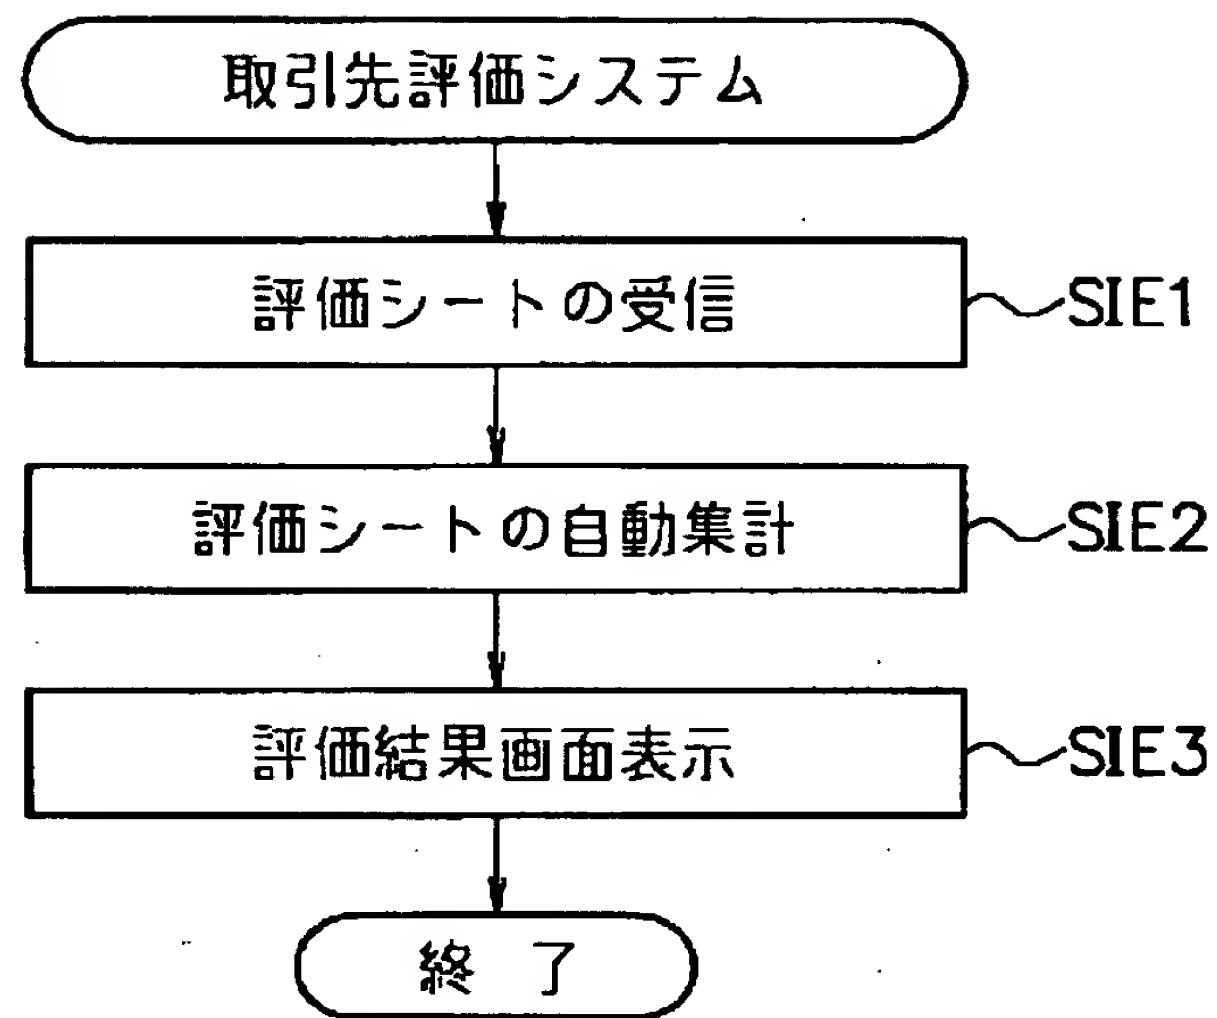 取引先評価システム
評価シートの受信
SIE1
評価シートの自動集計
SIE2
評価結果画面表示
SIE3
終了